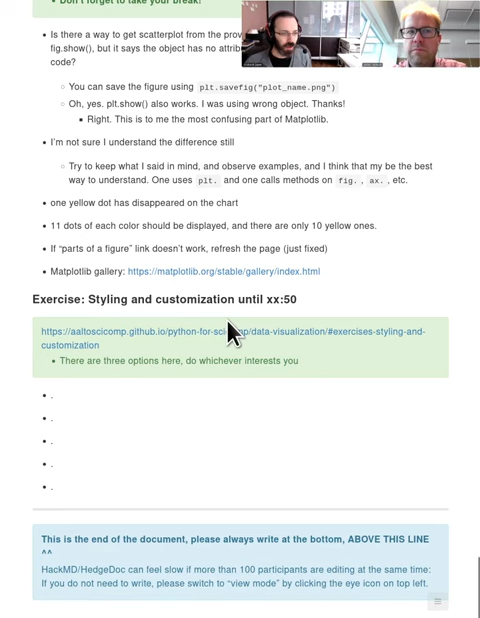 Don't forget to take your break!
Is there a way to get scatterplot from the prov
fig.show(), but it says the object has no attrib
code?
You can save the figure using plt.savefig("plot_name.png")
Oh, yes. plt.show() also works. I was using wrong object. Thanks!
Right. This is to me the most confusing part of Matplotlib.
I'm not sure I understand the difference still
Try to keep what I said in mind, and observe examples, and I think that my be the best
way to understand. One uses plt. and one calls methods on fig. , ax. , etc.
one yellow dot has disappeared on the chart
11 dots of each color should be displayed, and there are only 10 yellow ones.
If "parts of a figure" link doesn't work, refresh the page (just fixed)
Matplotlib gallery: https://matplotlib.org/stable/gallery/index.html
Exercise: Styling and customization until xx:50
https://aaltoscicomp.github.io/python-for-sci mp/data-visualization/#exercises-styling-and-
customization
There are three options here, do whichever interests you
.
.
.
.
.
This is the end of the document, please always write at the bottom, ABOVE THIS LINE
^^
HackMD/HedgeDoc can feel slow if more than 100 participants are editing at the same time:
If you do not need to write, please switch to "view mode" by clicking the eye icon on top left.